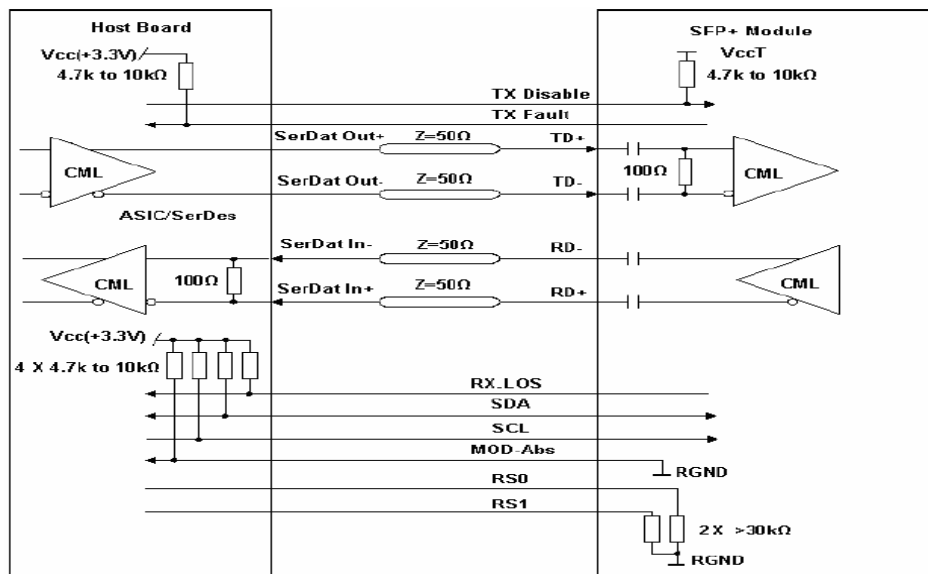 Host Board
SFP+ Module
Vcc(+3.3V)
4.7k to 10kΩ
VccT
4.7k to 10kΩ
TX Disable
TX Fault
SerDat Out+
Z=50Ω
TD+
CML
100Ω
CML
SerDat Out-
Z=50Ω
TD-
ASIC/SerDes
SerDat In-
Z=50Ω
RD-
100Ω
CML
CML
SerDat In+
Z=50Ω
RD+
Vcc(+3.3V)
4 X 4.7k to 10kΩ
RX-LOS
SDA
SCL
MOD-Abs
RGND
RS0
RS1
2 X >30kΩ
RGND